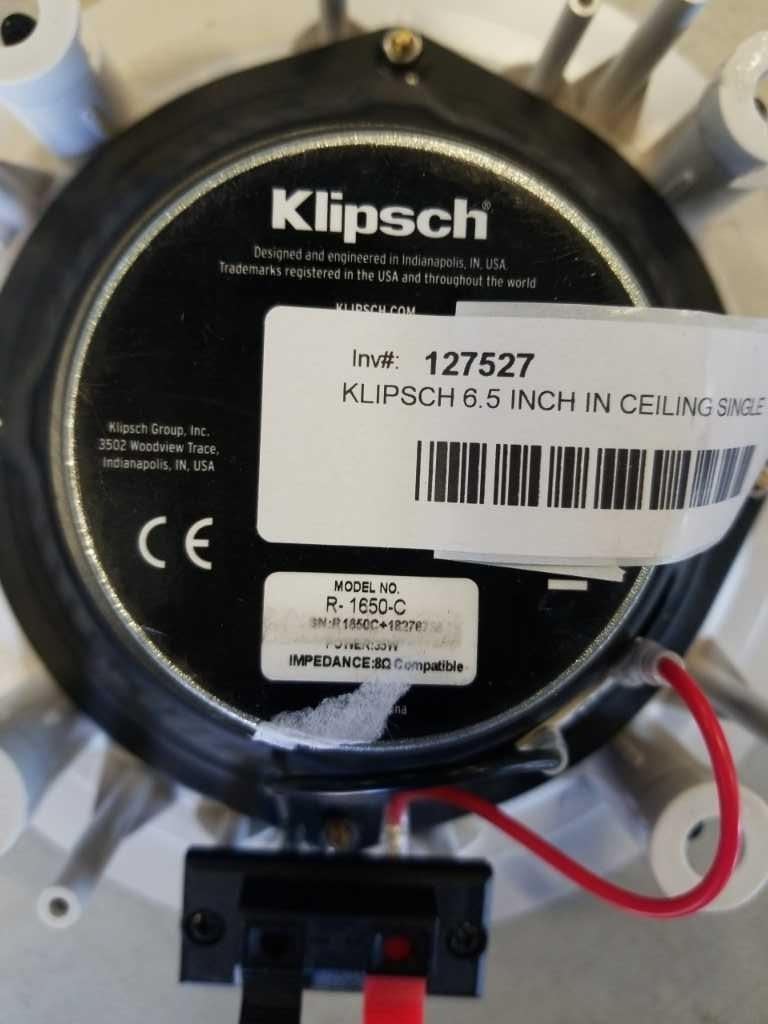 Klipsch®
Designed and engineered in Indianapolis, IN, USA
Trademarks registered in the USA and throughout the world
KLIPSCH.COM
Inv#: 127527
KLIPSCH 6.5 INCH IN CEILING SINGLE
Klipsch Group, Inc.
3502 Woodview Trace,
Indianapolis, IN, USA
CE
MODEL NO.
R- 1650-C
POWER:35W
IMPEDANCE:8Ω Compatible